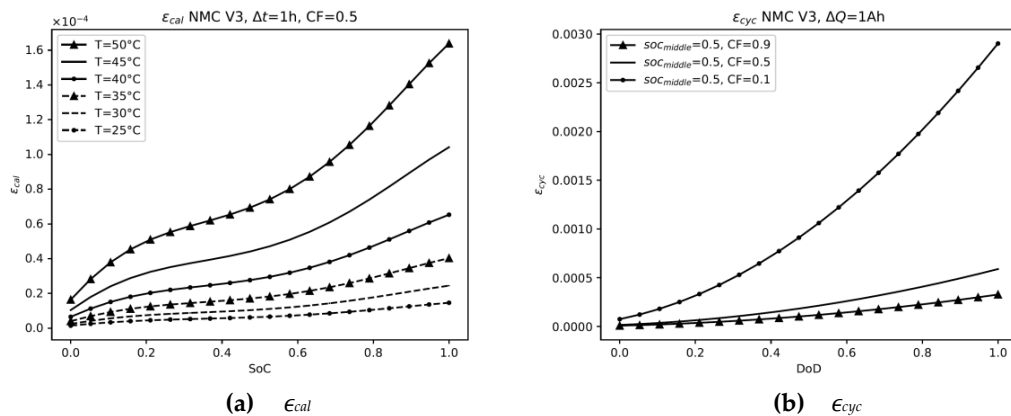 ε_cal NMC V3, Δt=1h, CF=0.5
×10⁻⁴
1.6
1.4
1.2
1.0
0.8
0.6
0.4
0.2
0.0
ε_cal
T=50°C
T=45°C
T=40°C
T=35°C
T=30°C
T=25°C
0.0 0.2 0.4 0.6 0.8 1.0
SoC
(a) ϵcal
ε_cyc NMC V3, ΔQ=1Ah
0.0030
0.0025
0.0020
0.0015
0.0010
0.0005
0.0000
ε_cyc
soc_middle=0.5, CF=0.9
soc_middle=0.5, CF=0.5
soc_middle=0.5, CF=0.1
0.0 0.2 0.4 0.6 0.8 1.0
DoD
(b) ϵcyc